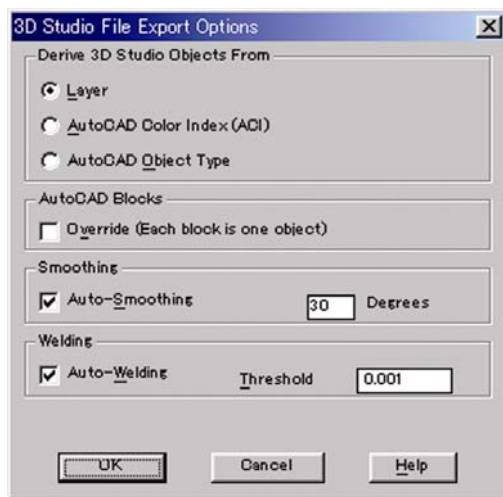 3D Studio File Export Options
Derive 3D Studio Objects From
Layer
AutoCAD Color Index (ACI)
AutoCAD Object Type
AutoCAD Blocks
Override (Each block is one object)
Smoothing
Auto-Smoothing 30 Degrees
Welding
Auto-Welding Threshold 0.001
OK Cancel Help